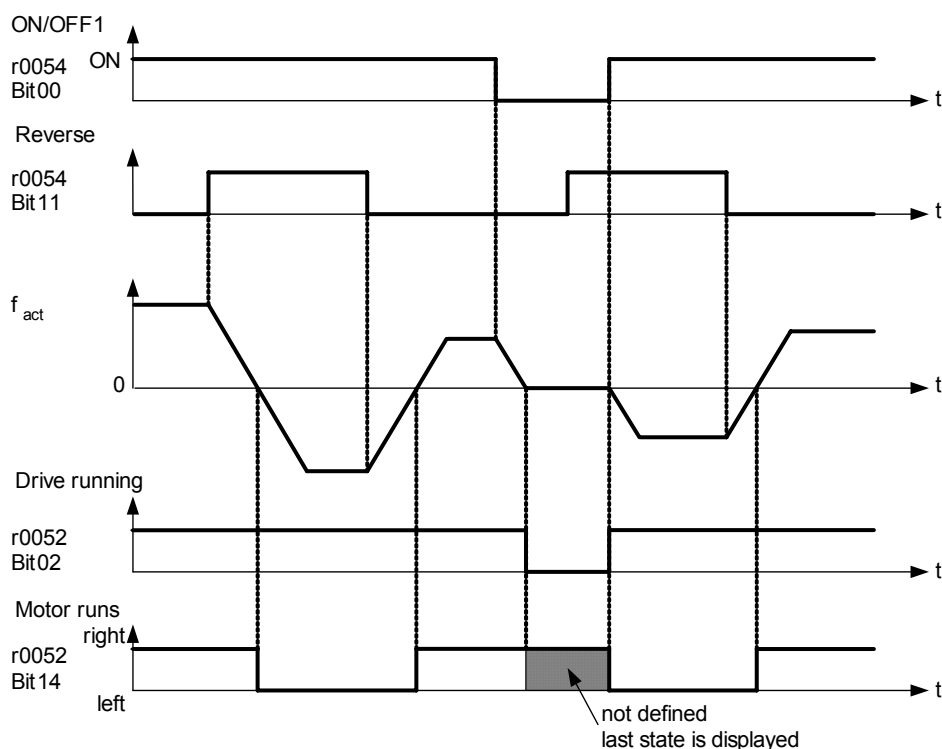 ON/OFF1
r0054 ON
Bit00
t
Reverse
r0054
Bit11
t
f act
0
t
Drive running
r0052
Bit02
t
Motor runs
right
r0052
Bit14
left
t
not defined
last state is displayed